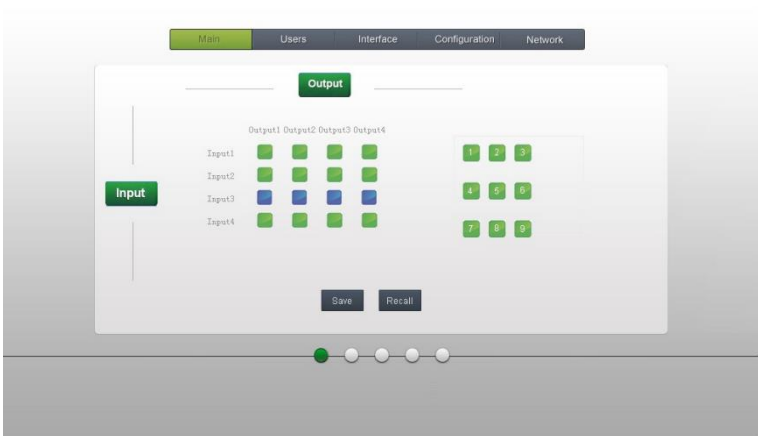 Main Users Interface Configuration Network
Output
Output1 Output2 Output3 Output4
Input1
1 2 3
Input2
Input
4 5 6
Input3
Input4
7 8 9
Save Recall